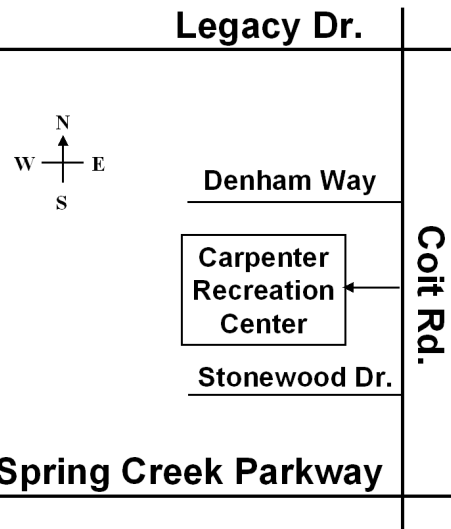 Legacy Dr.
N
W E
S
Denham Way
Carpenter
Recreation
Center
Coit Rd.
Stonewood Dr.
Spring Creek Parkway